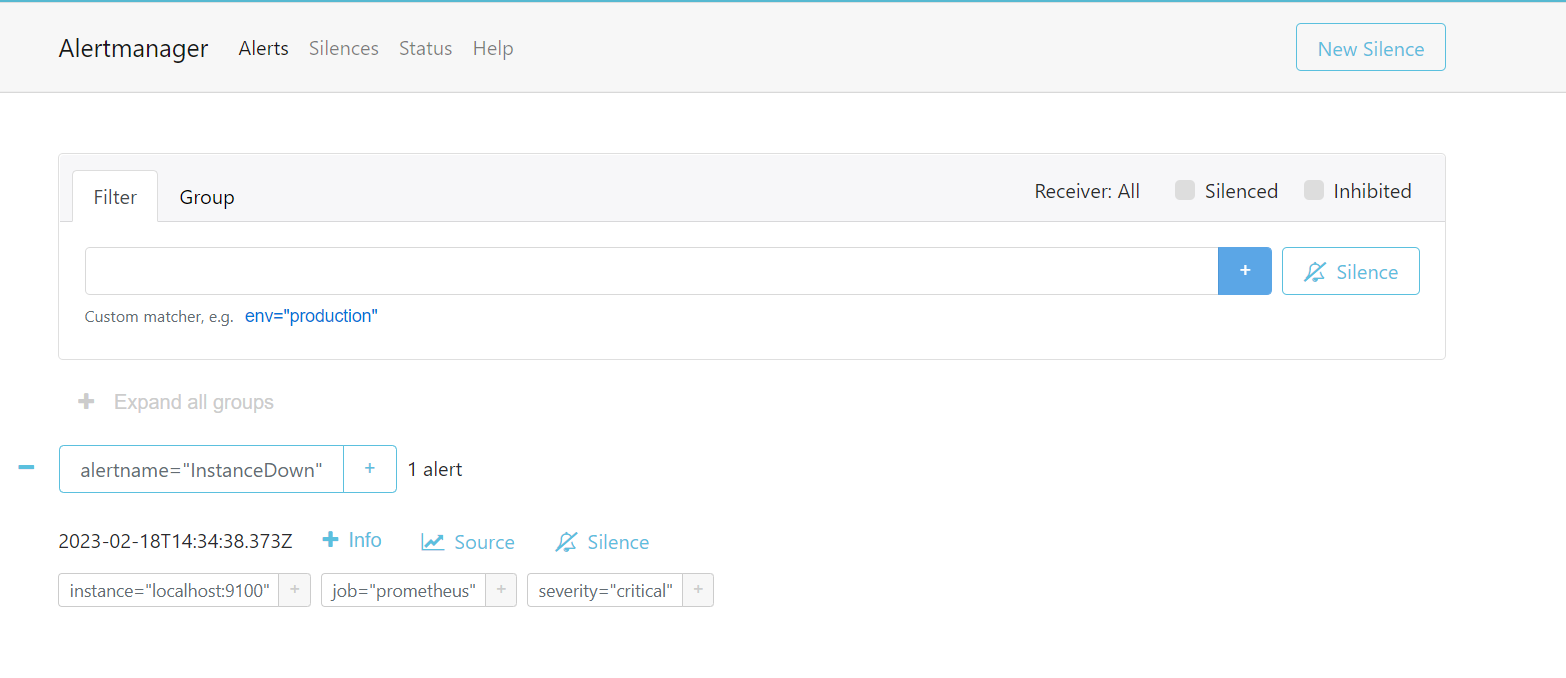 Alertmanager Alerts Silences Status Help New Silence
Filter Group Receiver: All Silenced Inhibited
+ Silence
Custom matcher, e.g. env="production"
+ Expand all groups
alertname="InstanceDown" + 1 alert
2023-02-18T14:34:38.373Z + Info Source Silence
instance="localhost:9100" + job="prometheus" + severity="critical" +